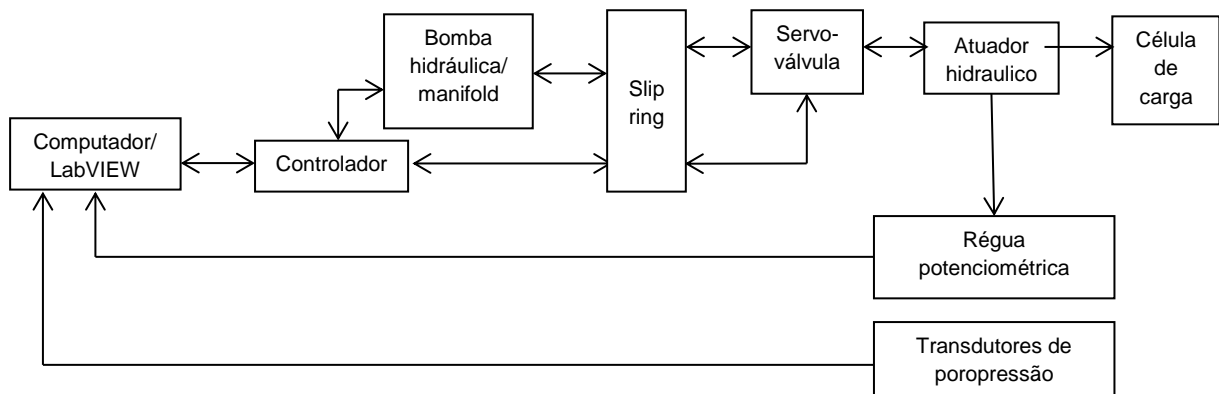 Bomba
hidráulica/
manifold
Servo-
válvula
Atuador
hidraulico
Célula
de
carga
Slip
ring
Computador/
LabVIEW
Controlador
Régua
potenciométrica
Transdutores de
poropressão